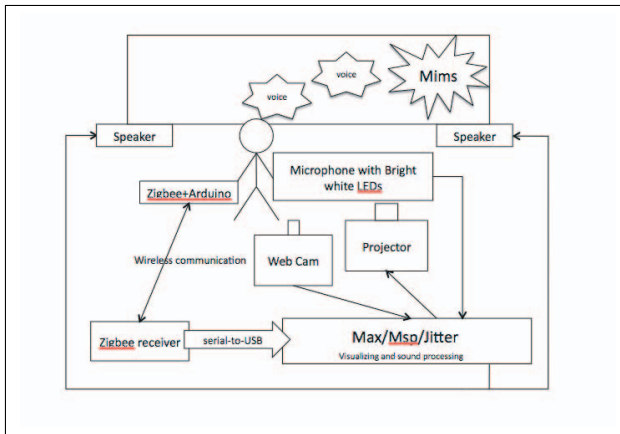 Mims
voice
voice
Speaker
Speaker
Microphone with Bright
white LEDs
Zigbee+Arduino
Projector
Web Cam
Wireless communication
Zigbee receiver
serial-to-USB
Max/Msp/Jitter
Visualizing and sound processing